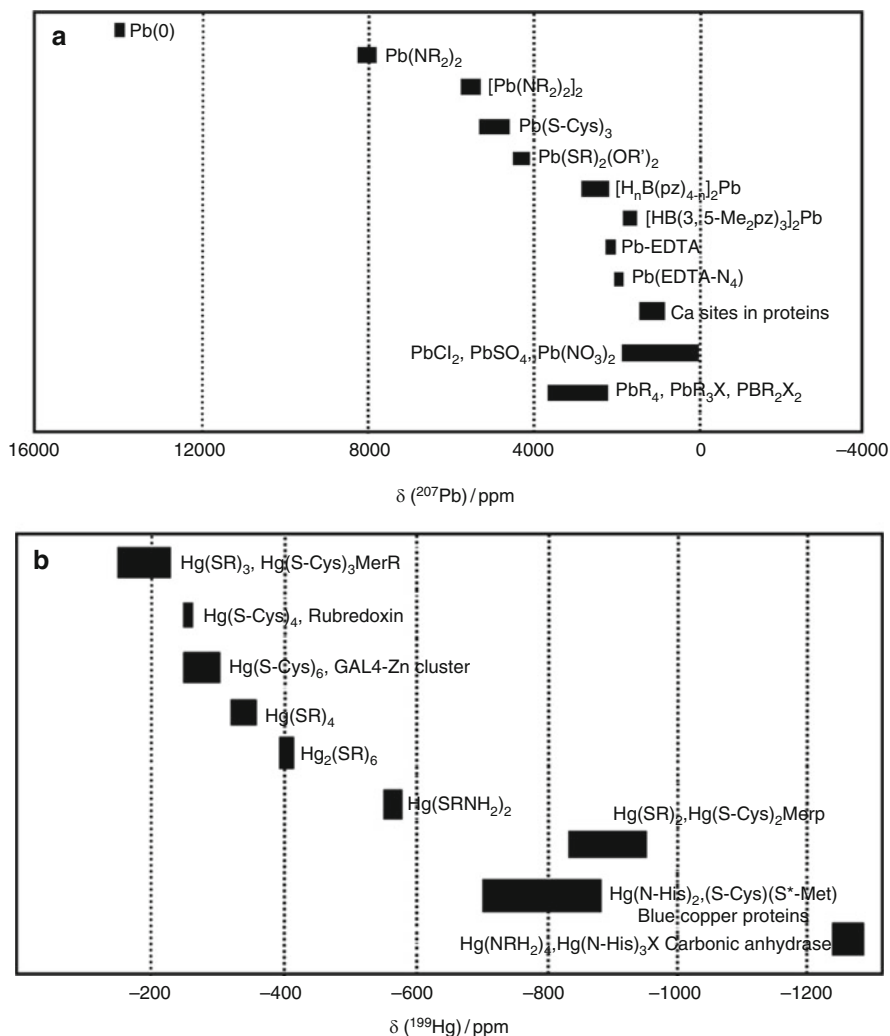 a
Pb(0)
Pb(NR₂)₂
[Pb(NR₂)₂]₂
Pb(S-Cys)₃
Pb(SR)₂(OR')₂
[HₙB(pz)₄₋ₙ]₂Pb
[HB(3, 5-Me₂pz)₃]₂Pb
Pb-EDTA
Pb(EDTA-N₄)
Ca sites in proteins
PbCl₂, PbSO₄, Pb(NO₃)₂
PbR₄, PbR₃X, PBR₂X₂
16000 12000 8000 4000 0 –4000
δ (²⁰⁷Pb) / ppm
b
Hg(SR)₃, Hg(S-Cys)₃MerR
Hg(S-Cys)₄, Rubredoxin
Hg(S-Cys)₆, GAL4-Zn cluster
Hg(SR)₄
Hg₂(SR)₆
Hg(SRNH₂)₂
Hg(SR)₂,Hg(S-Cys)₂Merp
Hg(N-His)₂,(S-Cys)(S*-Met)
Blue copper proteins
Hg(NRH₂)₄,Hg(N-His)₃X Carbonic anhydrase
–200 –400 –600 –800 –1000 –1200
δ (¹⁹⁹Hg) / ppm